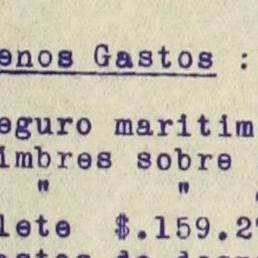 enos Gastos :
eguro maritim
imbres sobre
" "
lete $.159.2